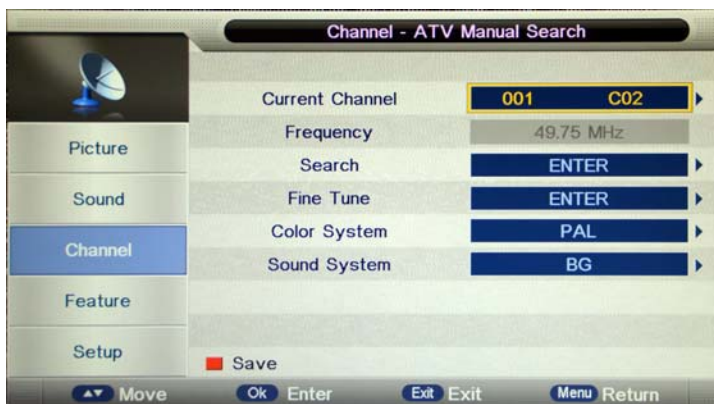 Channel - ATV Manual Search
Current Channel 001 C02
Frequency 49.75 MHz
Search ENTER
Fine Tune ENTER
Color System PAL
Sound System BG
Picture
Sound
Channel
Feature
Setup
Save
Move Ok Enter Exit Exit Menu Return